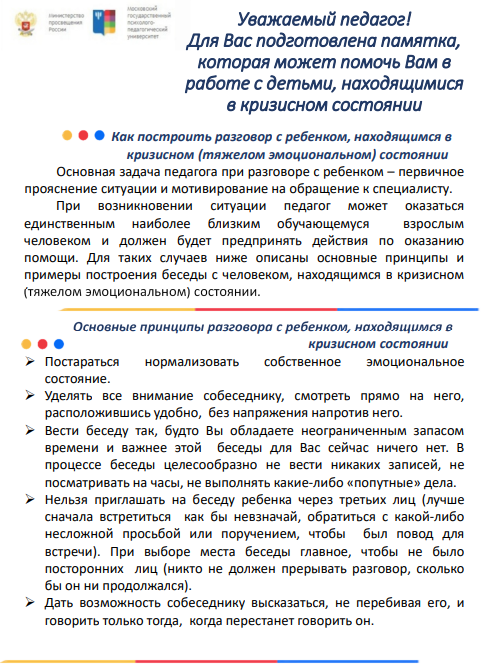 министерство
просвещения
России
московский
государственный
психолого-
педагогический
университет
Уважаемый педагог!
Для Вас подготовлена памятка,
которая может помочь Вам в
работе с детьми, находящимися
в кризисном состоянии
Как построить разговор с ребенком, находящимся в
кризисном (тяжелом эмоциональном) состоянии
Основная задача педагога при разговоре с ребенком – первичное
прояснение ситуации и мотивирование на обращение к специалисту.
При возникновении ситуации педагог может оказаться
единственным наиболее близким обучающемуся взрослым
человеком и должен будет предпринять действия по оказанию
помощи. Для таких случаев ниже описаны основные принципы и
примеры построения беседы с человеком, находящимся в кризисном
(тяжелом эмоциональном) состоянии.
Основные принципы разговора с ребенком, находящимся в
кризисном состоянии
➢ Постараться нормализовать собственное эмоциональное
состояние.
➢ Уделять все внимание собеседнику, смотреть прямо на него,
расположившись удобно, без напряжения напротив него.
➢ Вести беседу так, будто Вы обладаете неограниченным запасом
времени и важнее этой беседы для Вас сейчас ничего нет. В
процессе беседы целесообразно не вести никаких записей, не
посматривать на часы, не выполнять какие-либо «попутные» дела.
➢ Нельзя приглашать на беседу ребенка через третьих лиц (лучше
сначала встретиться как бы невзначай, обратиться с какой-либо
несложной просьбой или поручением, чтобы был повод для
встречи). При выборе места беседы главное, чтобы не было
посторонних лиц (никто не должен прерывать разговор, сколько
бы он ни продолжался).
➢ Дать возможность собеседнику высказаться, не перебивая его, и
говорить только тогда, когда перестанет говорить он.